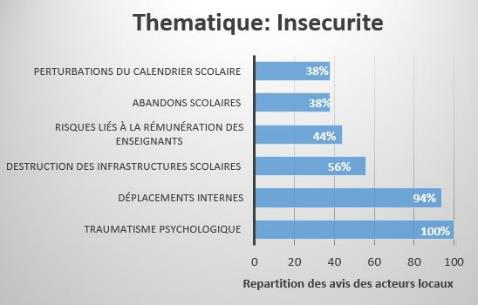 Thematique: Insecurite
PERTURBATIONS DU CALENDRIER SCOLAIRE
38%
ABANDONS SCOLAIRES
38%
RISQUES LIÉS À LA RÉMUNÉRATION DES
ENSEIGNANTS
44%
DESTRUCTION DES INFRASTRUCTURES SCOLAIRES
56%
DÉPLACEMENTS INTERNES
94%
TRAUMATISME PSYCHOLOGIQUE
100%
0 20 40 60 80 100
Repartition des avis des acteurs locaux